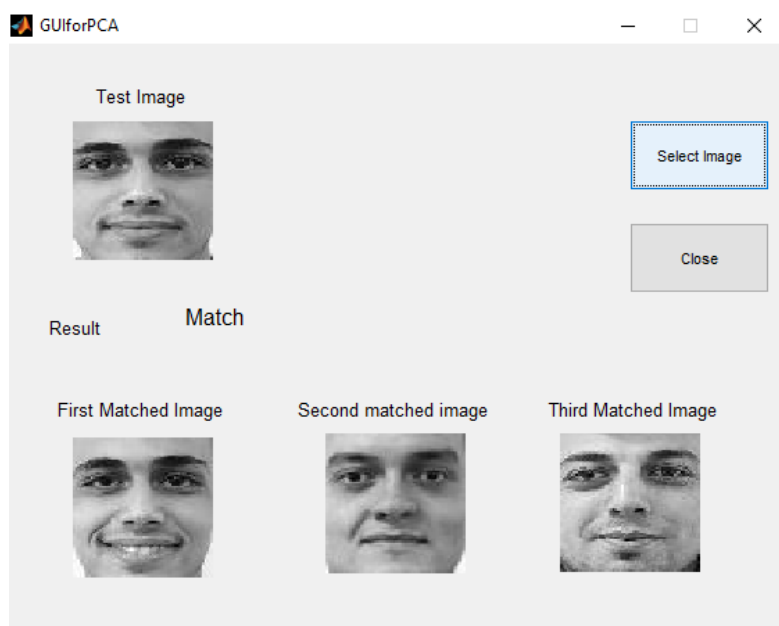 GUIforPCA
Test Image
Select Image
Close
Result
Match
First Matched Image
Second matched image
Third Matched Image